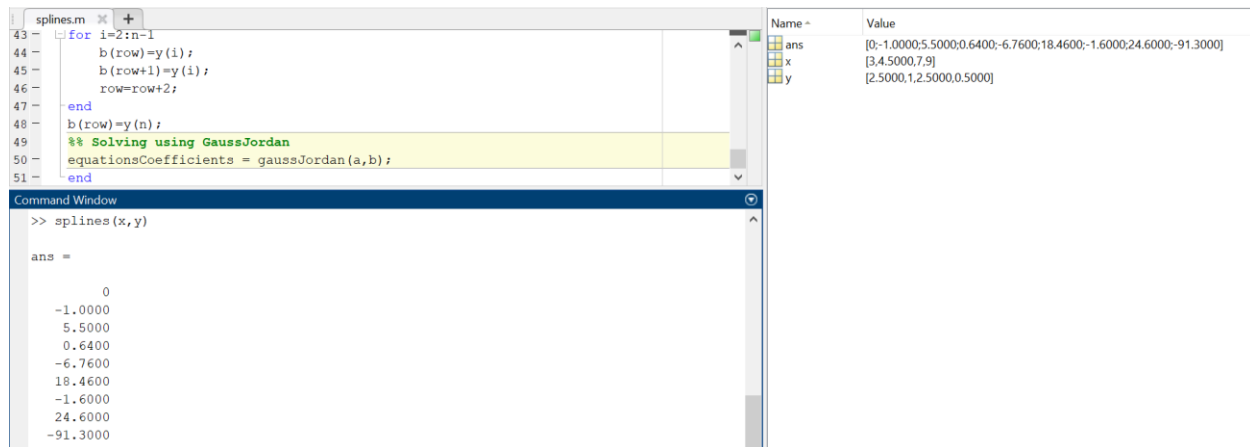 splines.m
43 - for i=2:n-1
44 - b(row)=y(i);
45 - b(row+1)=y(i);
46 - row=row+2;
47 - end
48 - b(row)=y(n);
49 %% Solving using GaussJordan
50 - equationsCoefficients = gaussJordan(a,b);
51 - end
Command Window
>> splines(x,y)
ans =
0
-1.0000
5.5000
0.6400
-6.7600
18.4600
-1.6000
24.6000
-91.3000
Name Value
ans [0;-1.0000;5.5000;0.6400;-6.7600;18.4600;-1.6000;24.6000;-91.3000]
x [3,4.5000,7,9]
y [2.5000,1,2.5000,0.5000]